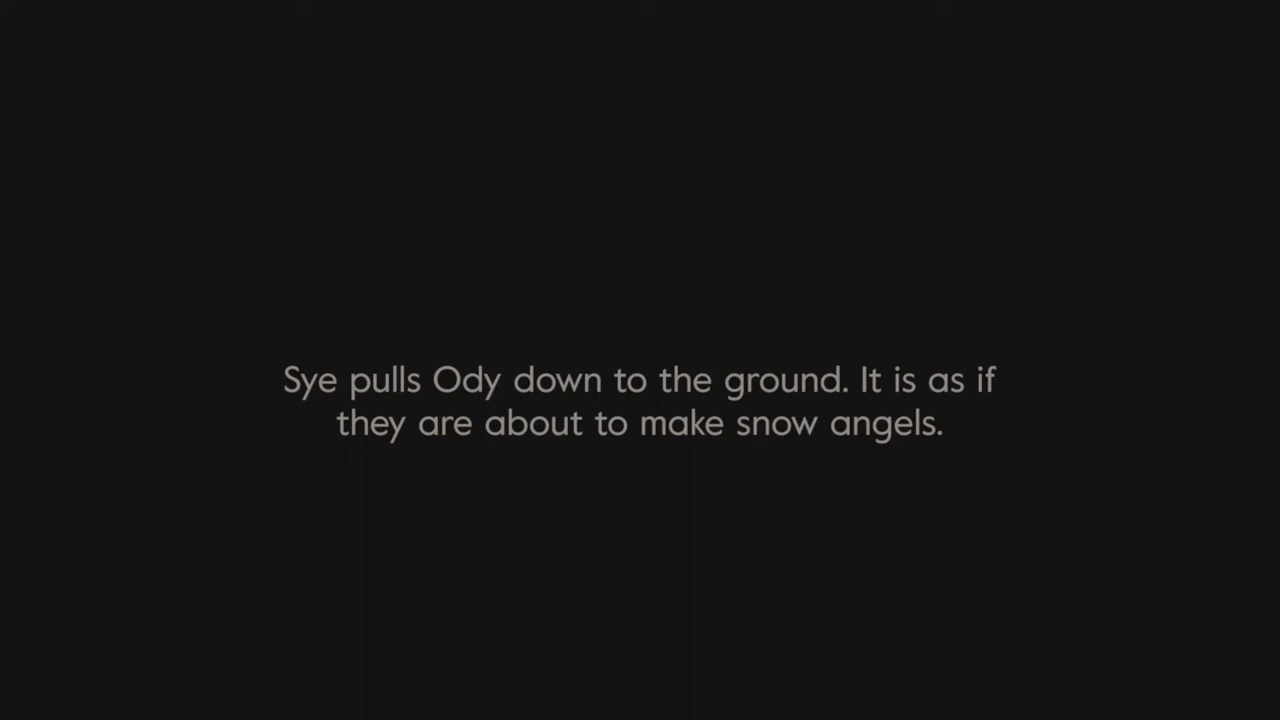 Sye pulls Ody down to the ground. It is as if
they are about to make snow angels.